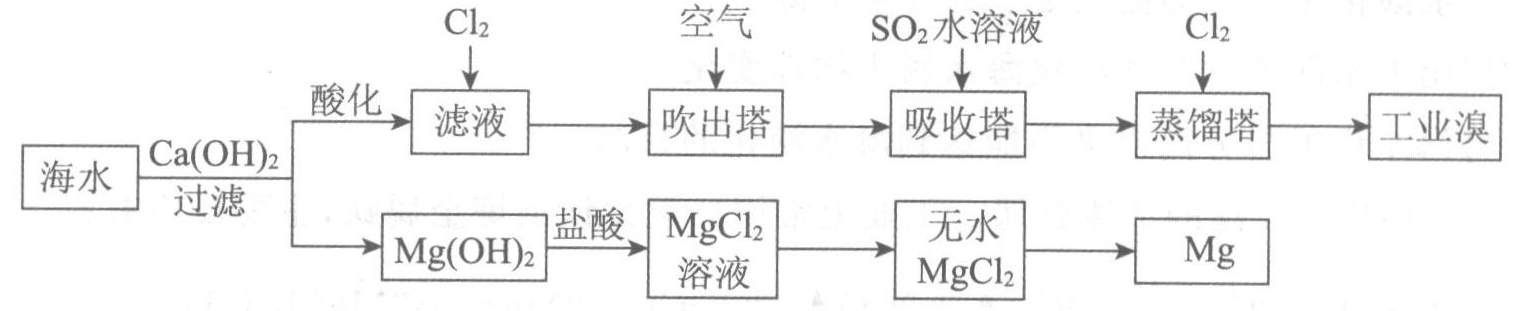 Cl₂
空气
SO₂水溶液
Cl₂
酸化
滤液
吹出塔
吸收塔
蒸馏塔
工业溴
海水
Ca(OH)₂
过滤
Mg(OH)₂
盐酸
MgCl₂
溶液
无水
MgCl₂
Mg